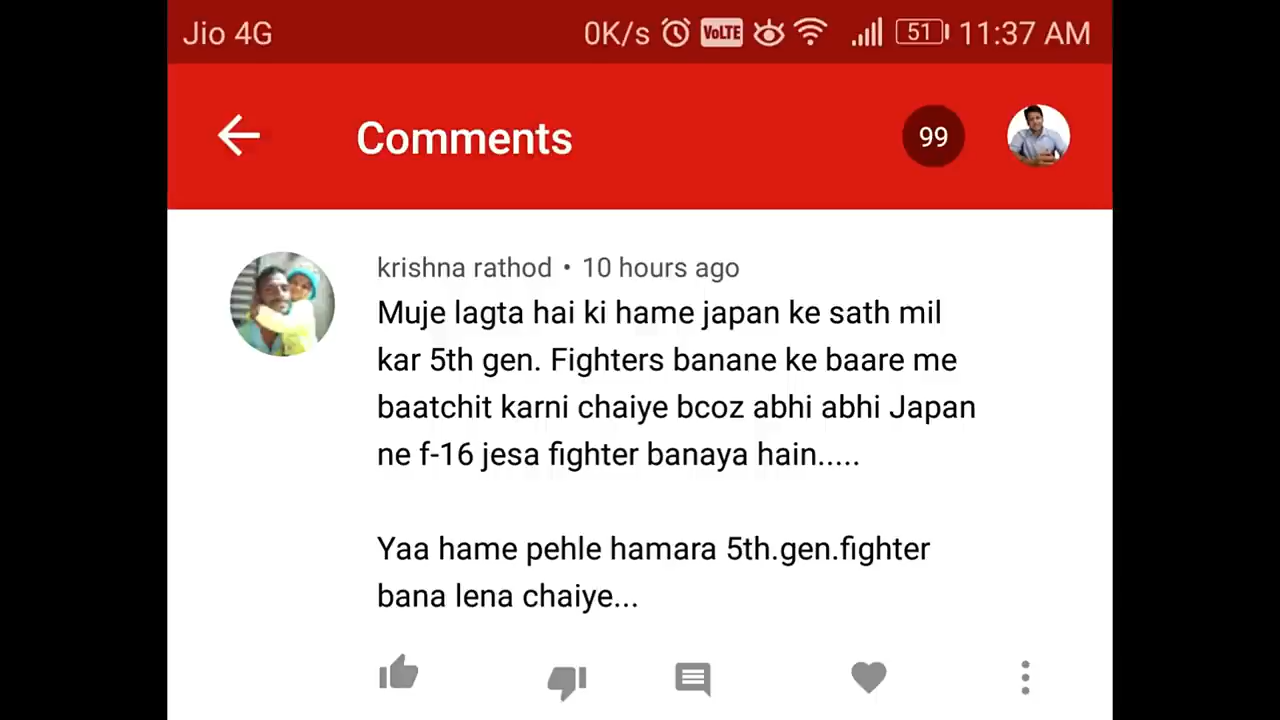 Jio 4G 0K/s VoLTE 51 11:37 AM
Comments 99
krishna rathod • 10 hours ago
Muje lagta hai ki hame japan ke sath mil
kar 5th gen. Fighters banane ke baare me
baatchit karni chaiye bcoz abhi abhi Japan
ne f-16 jesa fighter banaya hain.....
Yaa hame pehle hamara 5th.gen.fighter
bana lena chaiye...